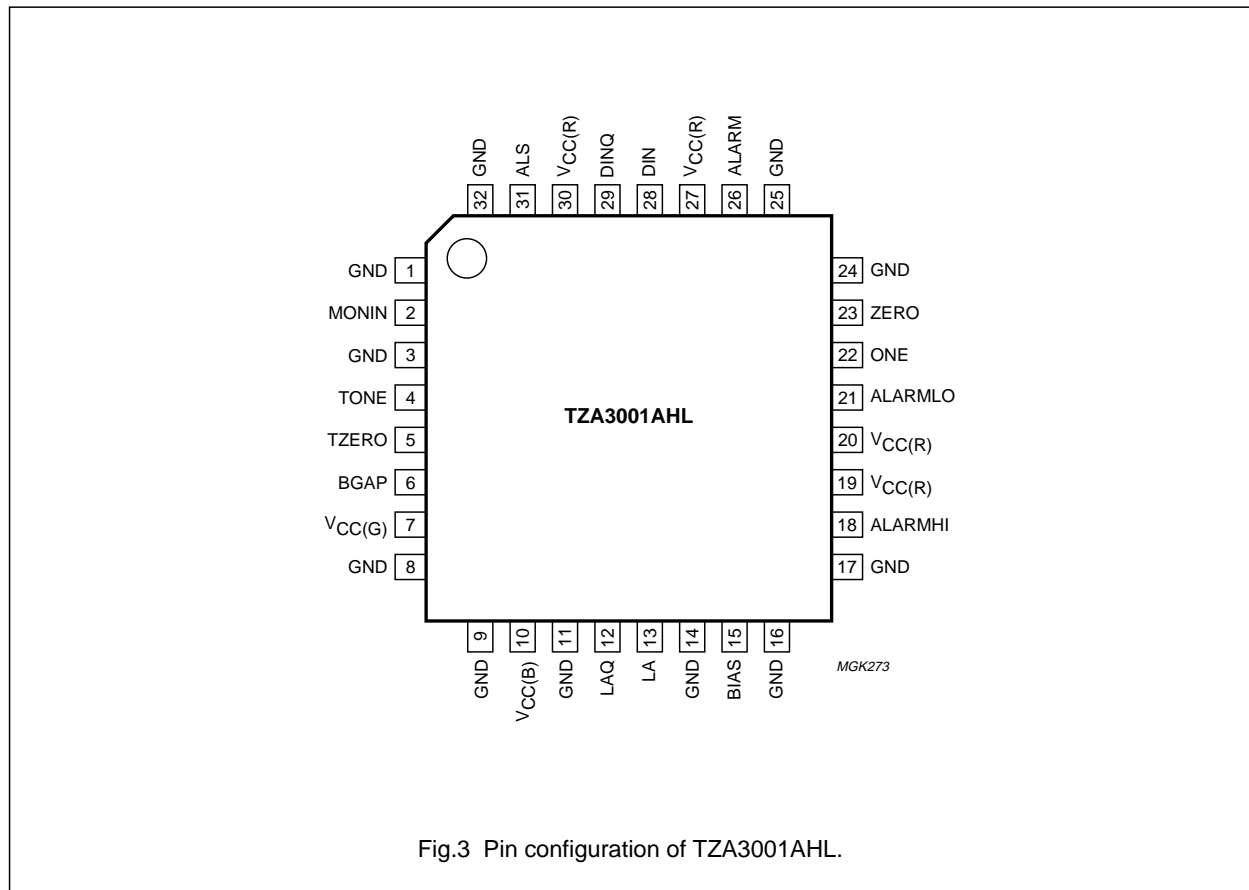 32 GND
31 ALS
30 VCC(R)
29 DINQ
28 DIN
27 VCC(R)
26 ALARM
25 GND
GND 1
MONIN 2
GND 3
TONE 4
TZERO 5
BGAP 6
VCC(G) 7
GND 8
TZA3001AHL
24 GND
23 ZERO
22 ONE
21 ALARMLO
20 VCC(R)
19 VCC(R)
18 ALARMHI
17 GND
9 GND
10 VCC(B)
11 GND
12 LAQ
13 LA
14 GND
15 BIAS
16 GND
MGK273
Fig.3 Pin configuration of TZA3001AHL.